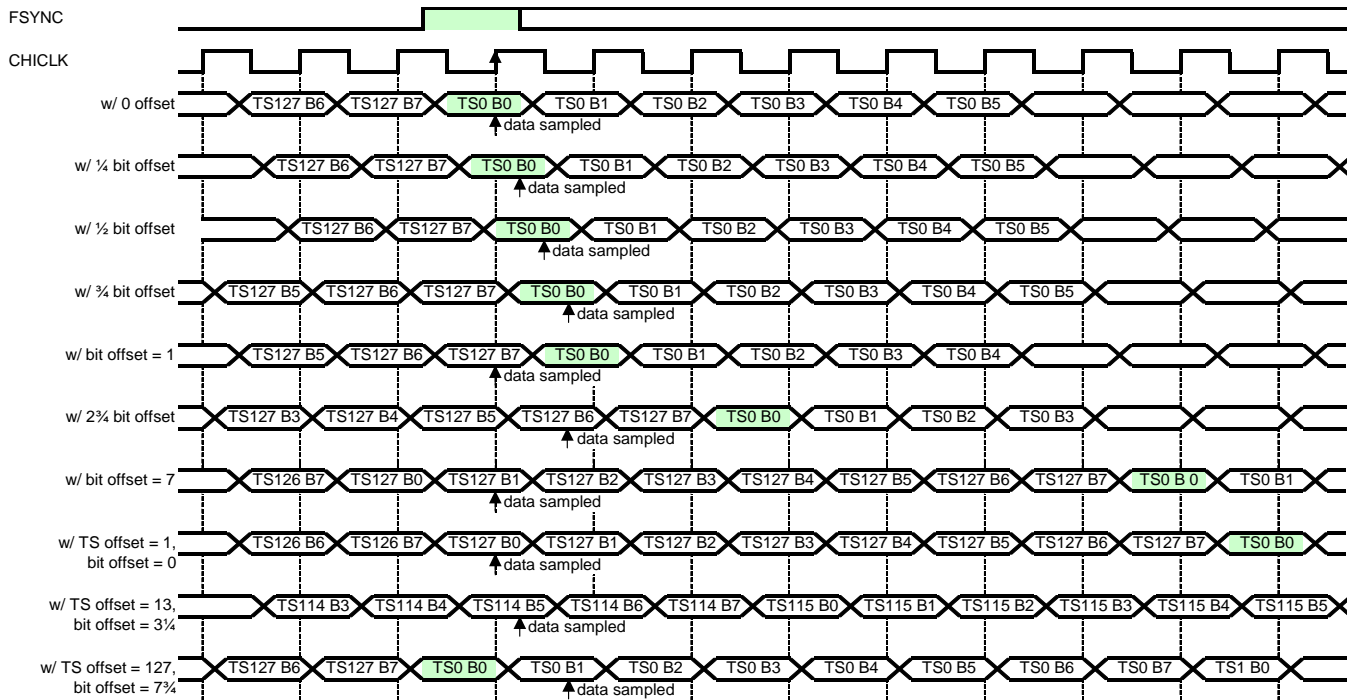 FSYNC
CHICLK
w/ 0 offset TS127 B6 TS127 B7 TS0 B0 TS0 B1 TS0 B2 TS0 B3 TS0 B4 TS0 B5
data sampled
w/ ¼ bit offset TS127 B6 TS127 B7 TS0 B0 TS0 B1 TS0 B2 TS0 B3 TS0 B4 TS0 B5
data sampled
w/ ½ bit offset TS127 B6 TS127 B7 TS0 B0 TS0 B1 TS0 B2 TS0 B3 TS0 B4 TS0 B5
data sampled
w/ ¾ bit offset TS127 B5 TS127 B6 TS127 B7 TS0 B0 TS0 B1 TS0 B2 TS0 B3 TS0 B4 TS0 B5
data sampled
w/ bit offset = 1 TS127 B5 TS127 B6 TS127 B7 TS0 B0 TS0 B1 TS0 B2 TS0 B3 TS0 B4
data sampled
w/ 2¾ bit offset TS127 B3 TS127 B4 TS127 B5 TS127 B6 TS127 B7 TS0 B0 TS0 B1 TS0 B2 TS0 B3
data sampled
w/ bit offset = 7 TS126 B7 TS127 B0 TS127 B1 TS127 B2 TS127 B3 TS127 B4 TS127 B5 TS127 B6 TS127 B7 TS0 B 0 TS0 B1
data sampled
w/ TS offset = 1, TS126 B6 TS126 B7 TS127 B0 TS127 B1 TS127 B2 TS127 B3 TS127 B4 TS127 B5 TS127 B6 TS127 B7 TS0 B0
bit offset = 0 data sampled
w/ TS offset = 13, TS114 B3 TS114 B4 TS114 B5 TS114 B6 TS114 B7 TS115 B0 TS115 B1 TS115 B2 TS115 B3 TS115 B4 TS115 B5
bit offset = 3¼ data sampled
w/ TS offset = 127, TS127 B6 TS127 B7 TS0 B0 TS0 B1 TS0 B2 TS0 B3 TS0 B4 TS0 B5 TS0 B6 TS0 B7 TS1 B0
bit offset = 7¾ data sampled